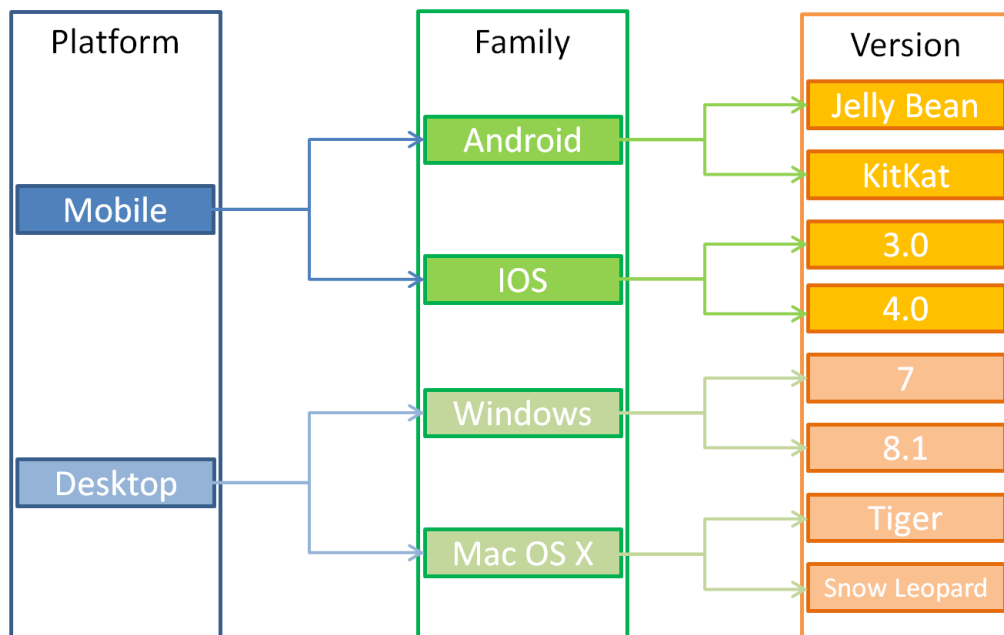 Platform
Family
Version
Mobile
Desktop
Android
IOS
Windows
Mac OS X
Jelly Bean
KitKat
3.0
4.0
7
8.1
Tiger
Snow Leopard